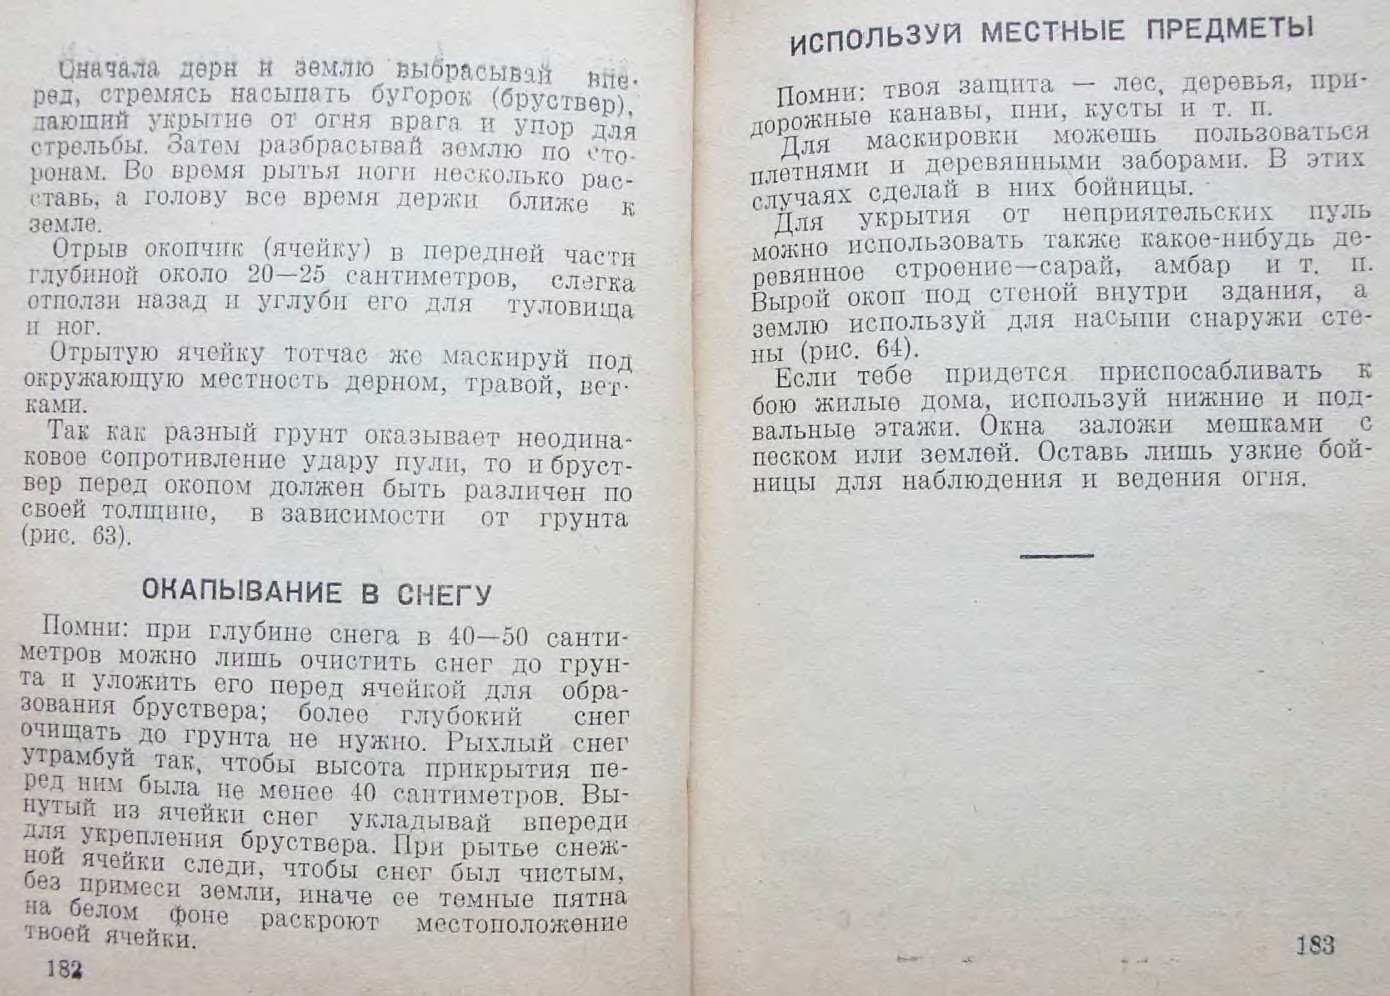 Сначала дерн и землю выбрасывай впе-
ред, стремясь насыпать бугорок (бруствер),
дающий укрытие от огня врага и упор для
стрельбы. Затем разбрасывай землю по сто-
ронам. Во время рытья ноги несколько рас-
ставь, а голову все время держи ближе к
земле.
Отрыв окопчик (ячейку) в передней части
глубиной около 20—25 сантиметров, слегка
отползи назад и углуби его для туловища
и ног.
Отрытую ячейку тотчас же маскируй под
окружающую местность дерном, травой, вет-
ками.
Так как разный грунт оказывает неодина-
ковое сопротивление удару пули, то и бруст-
вер перед окопом должен быть различен по
своей толщине, в зависимости от грунта
(рис. 63).
ОКАПЫВАНИЕ В СНЕГУ
Помни: при глубине снега в 40—50 санти-
метров можно лишь очистить снег до грун-
та и уложить его перед ячейкой для обра-
зования бруствера; более глубокий снег
очищать до грунта не нужно. Рыхлый снег
утрамбуй так, чтобы высота прикрытия пе-
ред ним была не менее 40 сантиметров. Вы-
нутый из ячейки снег укладывай впереди
для укрепления бруствера. При рытье снеж-
ной ячейки следи, чтобы снег был чистым,
без примеси земли, иначе ее темные пятна
на белом фоне раскроют местоположение
твоей ячейки.
182
ИСПОЛЬЗУЙ МЕСТНЫЕ ПРЕДМЕТЫ
Помни: твоя защита — лес, деревья, при-
дорожные канавы, пни, кусты и т. п.
Для маскировки можешь пользоваться
плетнями и деревянными заборами. В этих
случаях сделай в них бойницы.
Для укрытия от неприятельских пуль
можно использовать также какое-нибудь де-
ревянное строение—сарай, амбар и т. п.
Вырой окоп под стеной внутри здания, а
землю используй для насыпи снаружи сте-
ны (рис. 64).
Если тебе придется приспосабливать к
бою жилые дома, используй нижние и под-
вальные этажи. Окна заложи мешками с
песком или землей. Оставь лишь узкие бой-
ницы для наблюдения и ведения огня.
183